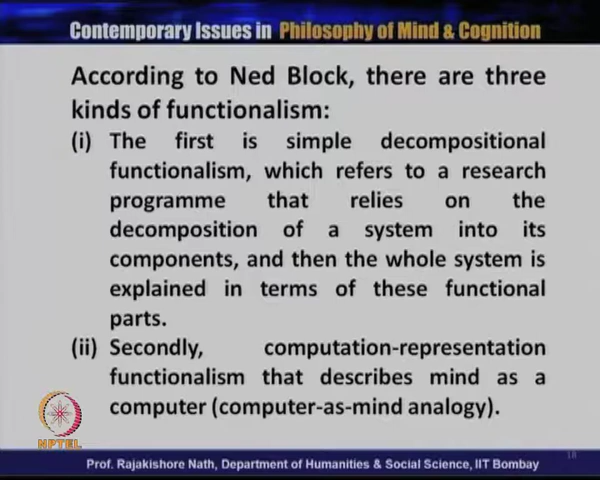 Contemporary Issues in Philosophy of Mind & Cognition
According to Ned Block, there are three
kinds of functionalism:
(i) The first is simple decompositional
functionalism, which refers to a research
programme that relies on the
decomposition of a system into its
components, and then the whole system is
explained in terms of these functional
parts.
(ii) Secondly, computation-representation
functionalism that describes mind as a
computer (computer-as-mind analogy).
NPTEL
18
Prof. Rajakishore Nath, Department of Humanities & Social Science, IIT Bombay